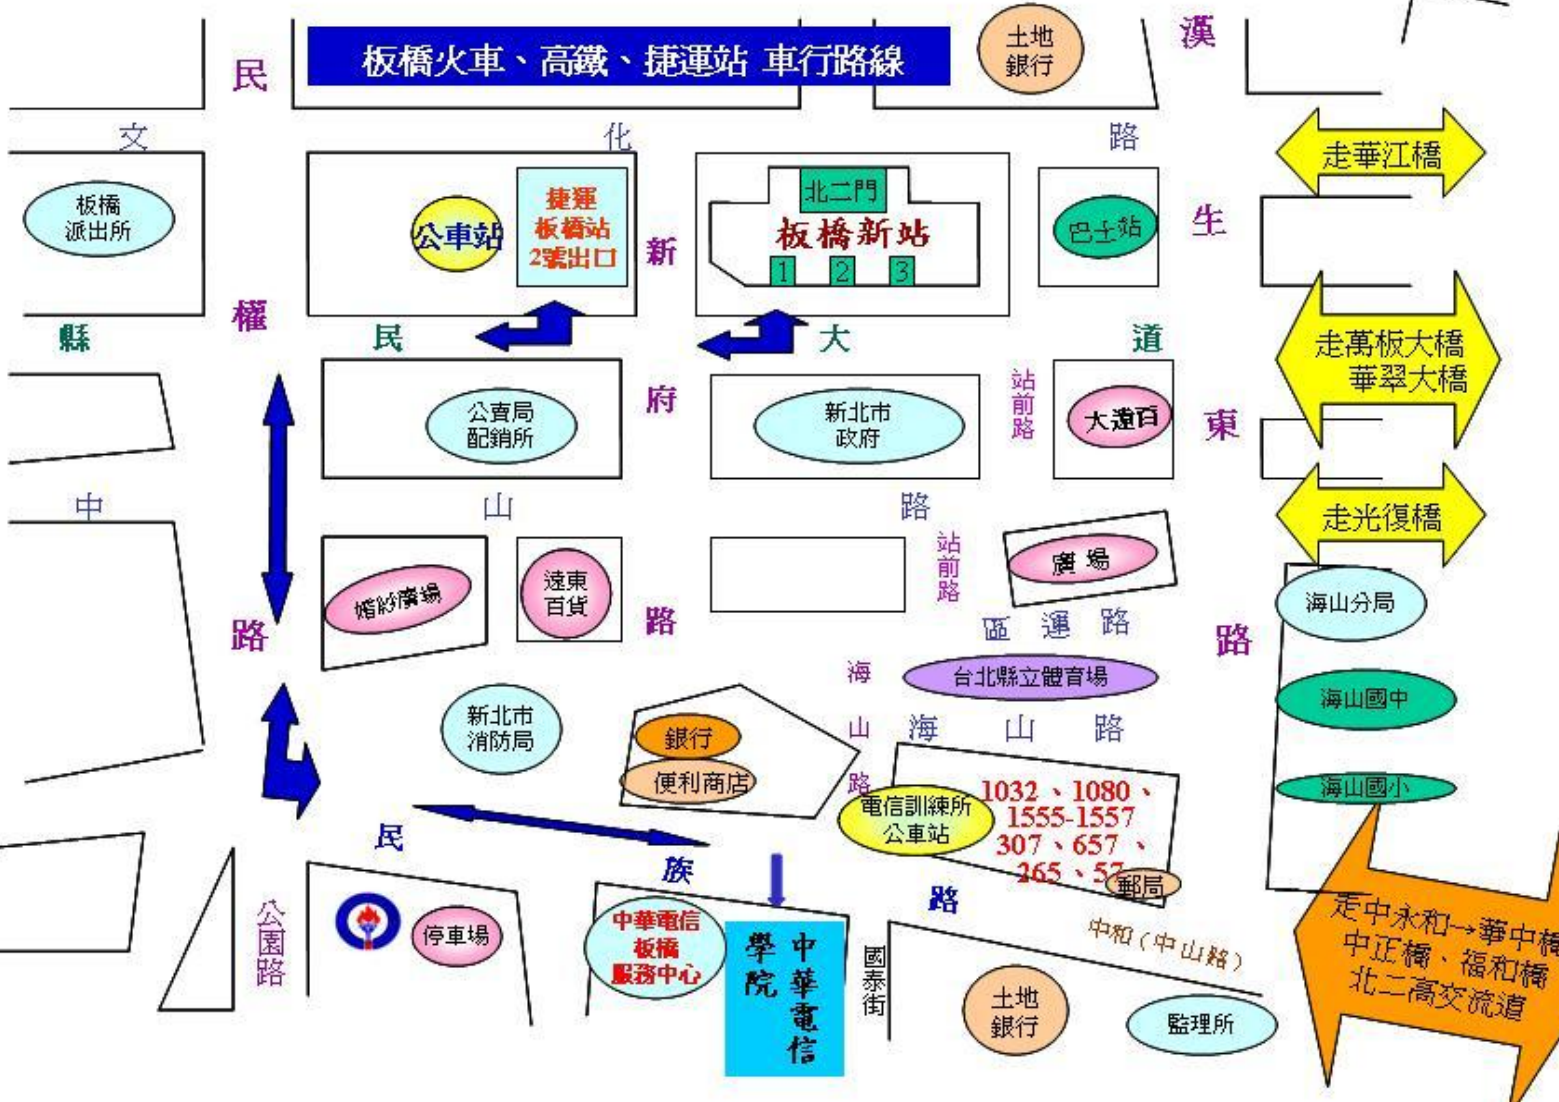 板橋火車、高鐵、捷運站 車行路線
土地
銀行
漢
民
文
化
路
走華江橋
板橋
派出所
公車站
捷運
板橋站
2號出口
新
北二門
板橋新站
1
2
3
巴士站
生
權
縣
民
大
道
走萬板大橋
華翠大橋
公賣局
配銷所
府
新北市
政府
站前路
大遠百
東
中
山
路
走光復橋
婚紗廣場
遠東
百貨
路
站前路
廣場
路
區運路
海山分局
路
海山路
台北縣立體育場
海山國中
新北市
消防局
銀行
便利商店
海山路
海山國小
電信訓練所
公車站
1032、1080、
1555-1557
307、657、
265、57
郵局
民
族
路
公園路
停車場
中華電信
板橋
服務中心
中華電信
學院
國泰街
中和(中山路)
土地
銀行
監理所
走中永和→華中橋
中正橋、福和橋
北二高交流道